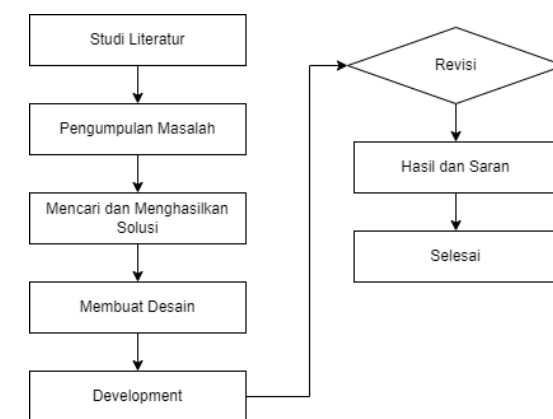 Studi Literatur
Pengumpulan Masalah
Mencari dan Menghasilkan
Solusi
Membuat Desain
Development
Revisi
Hasil dan Saran
Selesai